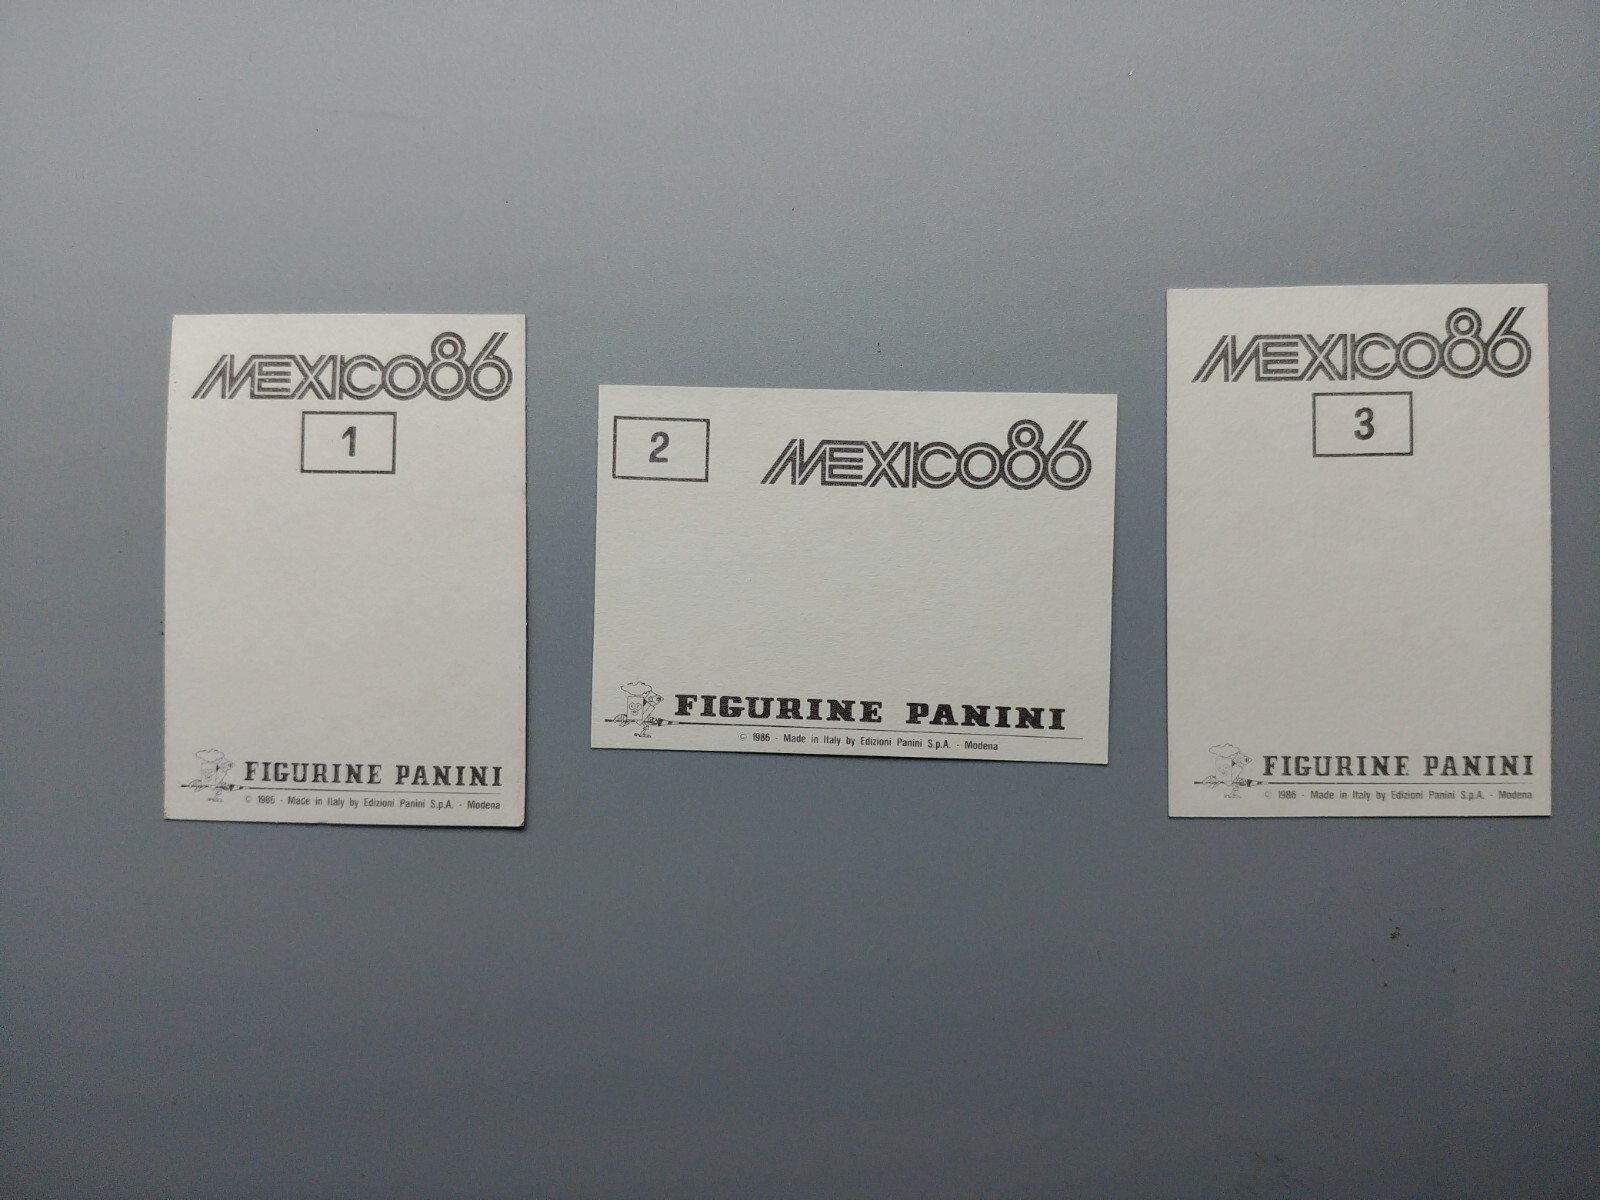 MEXICO86
1
FIGURINE PANINI
© 1986 - Made in Italy by Edizioni Panini S.p.A. - Modena
2
MEXICO86
FIGURINE PANINI
© 1986 - Made in Italy by Edizioni Panini S.p.A. - Modena
MEXICO86
3
FIGURINE PANINI
© 1986 - Made in Italy by Edizioni Panini S.p.A. - Modena